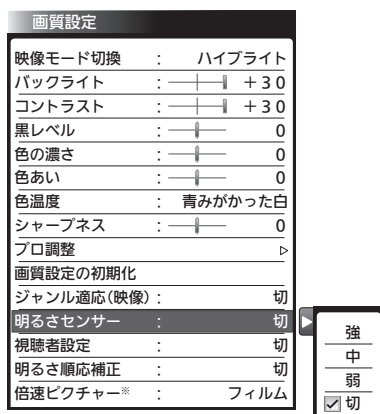 画質設定
映像モード切換 : ハイブライト
バックライト : +30
コントラスト : +30
黒レベル : 0
色の濃さ : 0
色あい : 0
色温度 : 青みがかった白
シャープネス : 0
プロ調整
画質設定の初期化
ジャンル適応(映像) : 切
明るさセンサー : 切
視聴者設定 : 切
明るさ順応補正 : 切
倍速ピクチャー※ : フィルム
強
中
弱
切